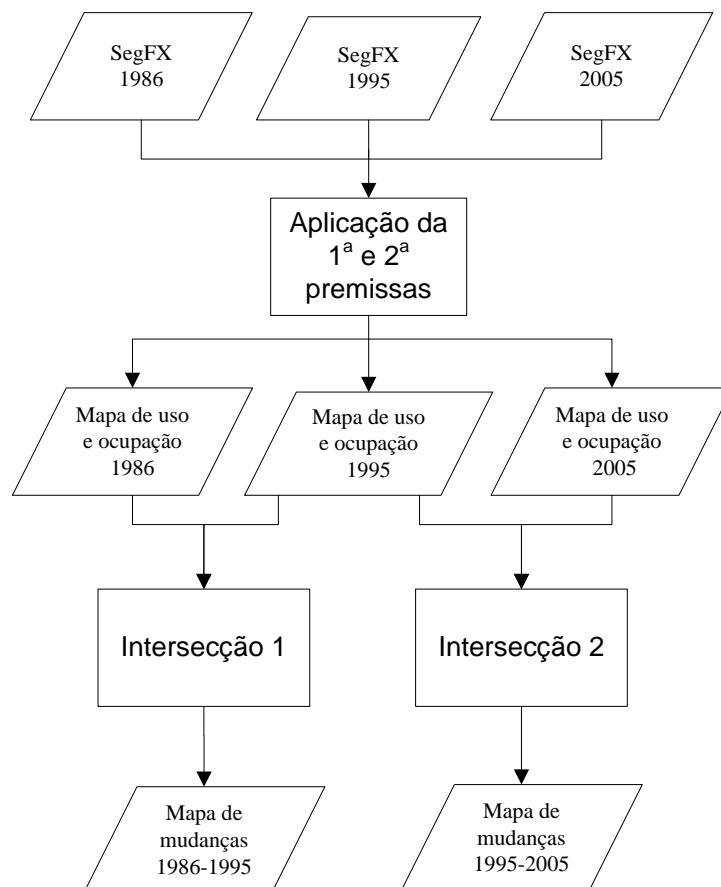 SegFX
1986
SegFX
1995
SegFX
2005
Aplicação da
1ª e 2ª
premissas
Mapa de uso
e ocupação
1986
Mapa de uso
e ocupação
1995
Mapa de uso
e ocupação
2005
Intersecção 1
Intersecção 2
Mapa de
mudanças
1986-1995
Mapa de
mudanças
1995-2005